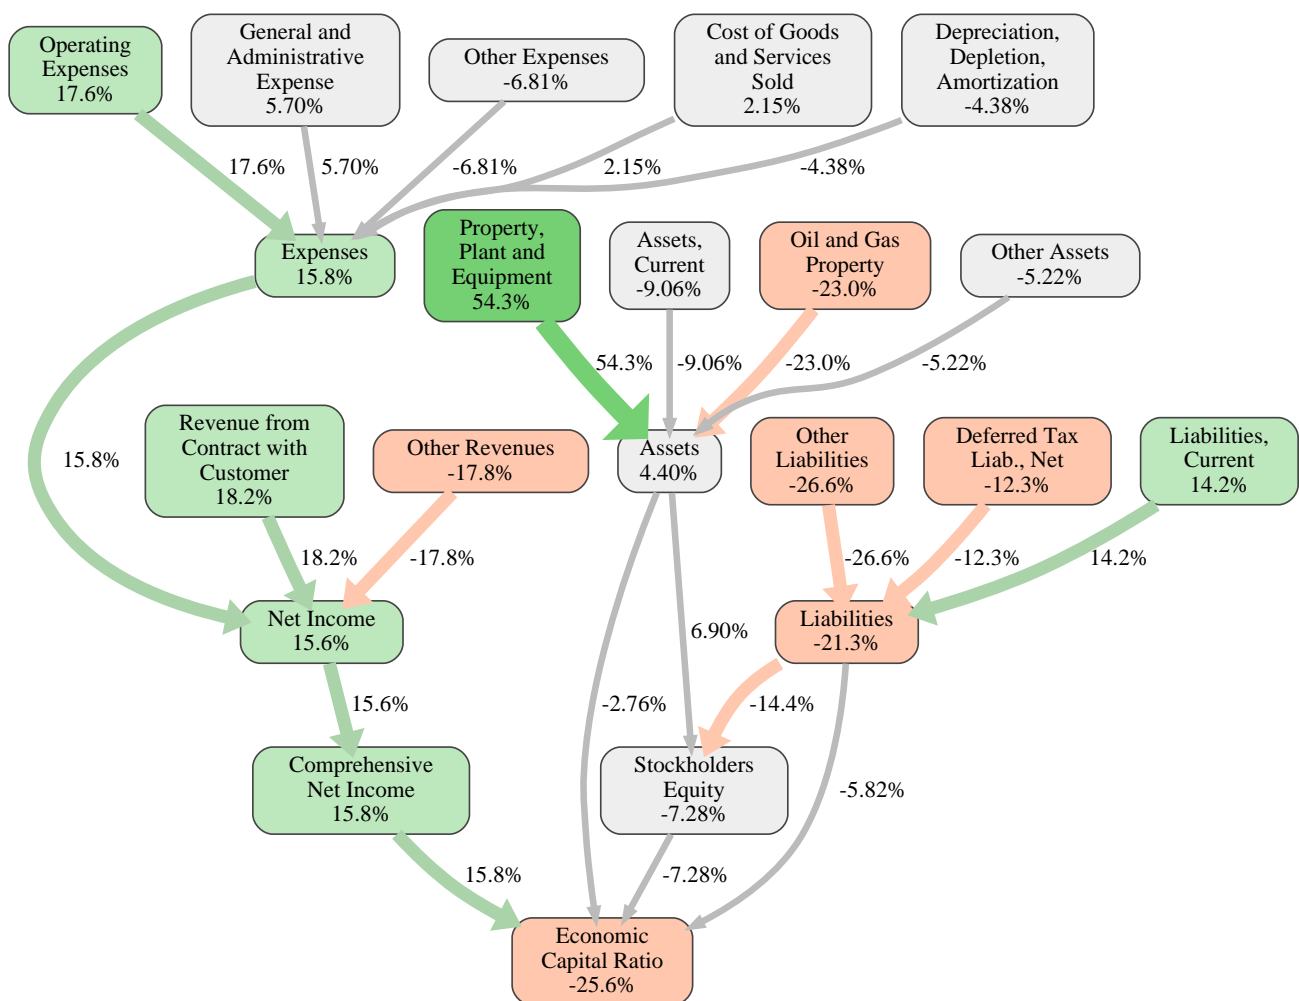 Operating
Expenses
17.6%
General and
Administrative
Expense
5.70%
Other Expenses
-6.81%
Cost of Goods
and Services
Sold
2.15%
Depreciation,
Depletion,
Amortization
-4.38%
17.6%
5.70%
-6.81%
2.15%
-4.38%
Expenses
15.8%
Property,
Plant and
Equipment
54.3%
Assets,
Current
-9.06%
Oil and Gas
Property
-23.0%
Other Assets
-5.22%
54.3%
-9.06%
-23.0%
-5.22%
15.8%
Revenue from
Contract with
Customer
18.2%
Other Revenues
-17.8%
Assets
4.40%
Other
Liabilities
-26.6%
Deferred Tax
Liab., Net
-12.3%
Liabilities,
Current
14.2%
18.2%
-17.8%
-26.6%
-12.3%
14.2%
Net Income
15.6%
6.90%
Liabilities
-21.3%
15.6%
-2.76%
-14.4%
Comprehensive
Net Income
15.8%
Stockholders
Equity
-7.28%
-5.82%
15.8%
-7.28%
Economic
Capital Ratio
-25.6%